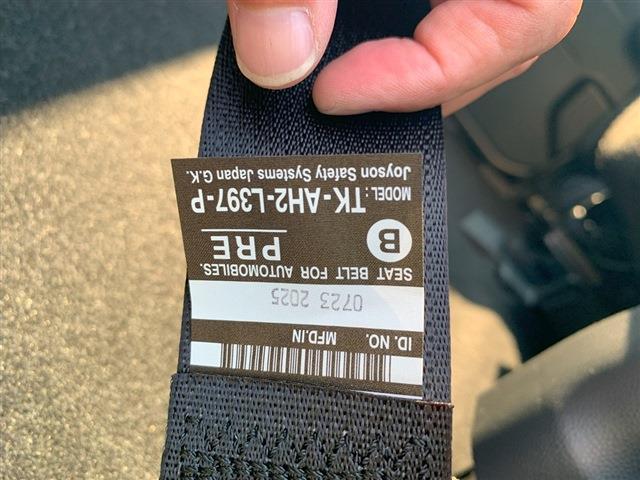 ID. NO.
MFD.IN
0723 2025
SEAT BELT FOR AUTOMOBILES.
B PRE
MODEL: TK-AH2-L397-P
Joyson Safety Systems Japan G.K.